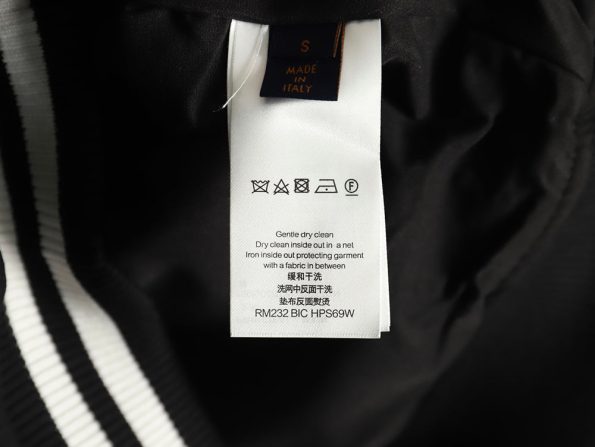 S
MADE
IN
ITALY
F
Gentle dry clean
Dry clean inside out in a net
Iron inside out protecting garment
with a fabric in between
缓和干洗
洗网中反面干洗
垫布反面熨烫
RM232 BIC HPS69W